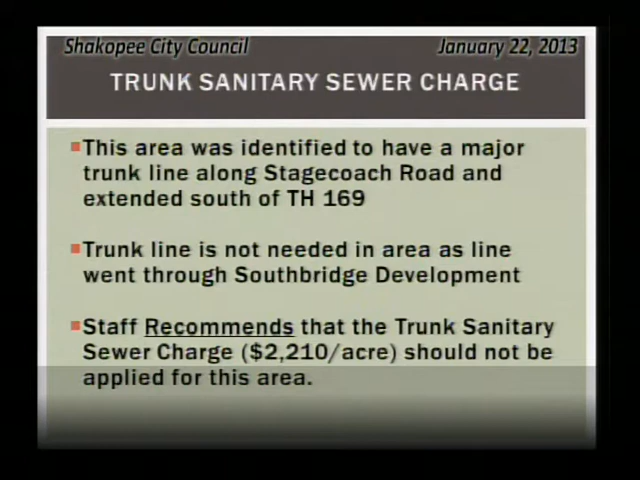 Shakopee City Council January 22, 2013
TRUNK SANITARY SEWER CHARGE
This area was identified to have a major
trunk line along Stagecoach Road and
extended south of TH 169
Trunk line is not needed in area as line
went through Southbridge Development
Staff Recommends that the Trunk Sanitary
Sewer Charge ($2,210/acre) should not be
applied for this area.